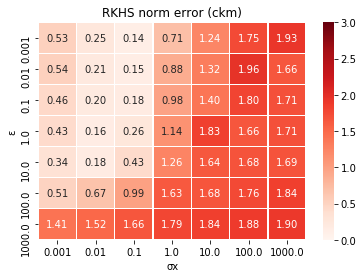 RKHS norm error (ckm)
0.001 0.53 0.25 0.14 0.71 1.24 1.75 1.93
0.01 0.54 0.21 0.15 0.88 1.32 1.96 1.66
0.1 0.46 0.20 0.18 0.98 1.40 1.80 1.71
1.0 0.43 0.16 0.26 1.14 1.83 1.66 1.71
10.0 0.34 0.18 0.43 1.26 1.64 1.68 1.69
100.0 0.51 0.67 0.99 1.63 1.68 1.76 1.84
1000.0 1.41 1.52 1.66 1.79 1.84 1.88 1.90
0.001 0.01 0.1 1.0 10.0 100.0 1000.0
σx
ε
3.0
2.5
2.0
1.5
1.0
0.5
0.0